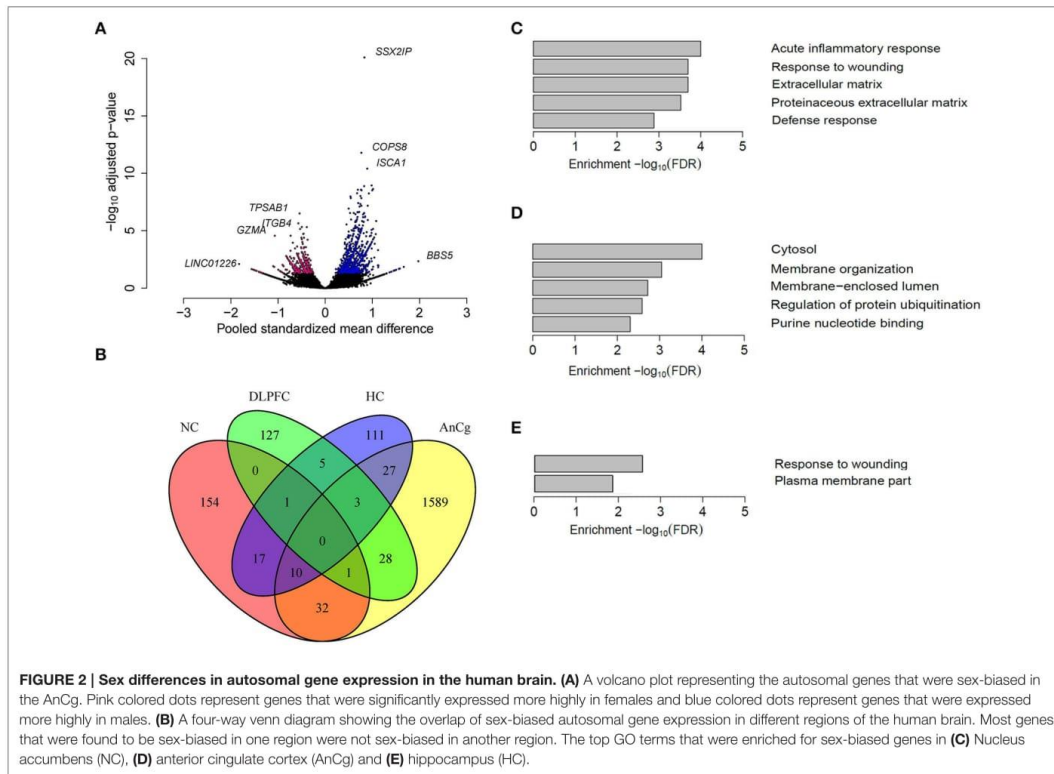 A
SSX2IP
COPS8
ISCA1
TPSAB1
ITGB4
GZMA
BBS5
LINC01226
−log10 adjusted p-value
20
15
10
5
0
−3 −2 −1 0 1 2 3
Pooled standardized mean difference
B
NC
DLPFC
HC
AnCg
127
111
0
5
27
154
1
3
1589
0
17
28
10
1
32
C
Acute inflammatory response
Response to wounding
Extracellular matrix
Proteinaceous extracellular matrix
Defense response
0 1 2 3 4 5
Enrichment -log10(FDR)
D
Cytosol
Membrane organization
Membrane−enclosed lumen
Regulation of protein ubiquitination
Purine nucleotide binding
0 1 2 3 4 5
Enrichment -log10(FDR)
E
Response to wounding
Plasma membrane part
0 1 2 3 4 5
Enrichment -log10(FDR)
FIGURE 2 | Sex differences in autosomal gene expression in the human brain. (A) A volcano plot representing the autosomal genes that were sex-biased in
the AnCg. Pink colored dots represent genes that were significantly expressed more highly in females and blue colored dots represent genes that were expressed
more highly in males. (B) A four-way venn diagram showing the overlap of sex-biased autosomal gene expression in different regions of the human brain. Most genes
that were found to be sex-biased in one region were not sex-biased in another region. The top GO terms that were enriched for sex-biased genes in (C) Nucleus
accumbens (NC), (D) anterior cingulate cortex (AnCg) and (E) hippocampus (HC).